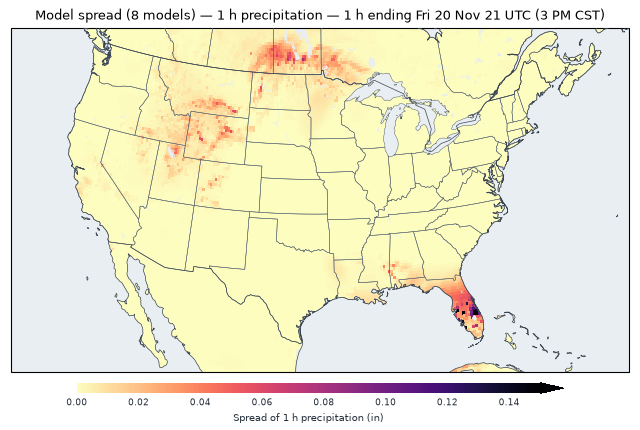 Model spread (8 models) — 1 h precipitation — 1 h ending Fri 20 Nov 21 UTC (3 PM CST)
0.00 0.02 0.04 0.06 0.08 0.10 0.12 0.14
Spread of 1 h precipitation (in)